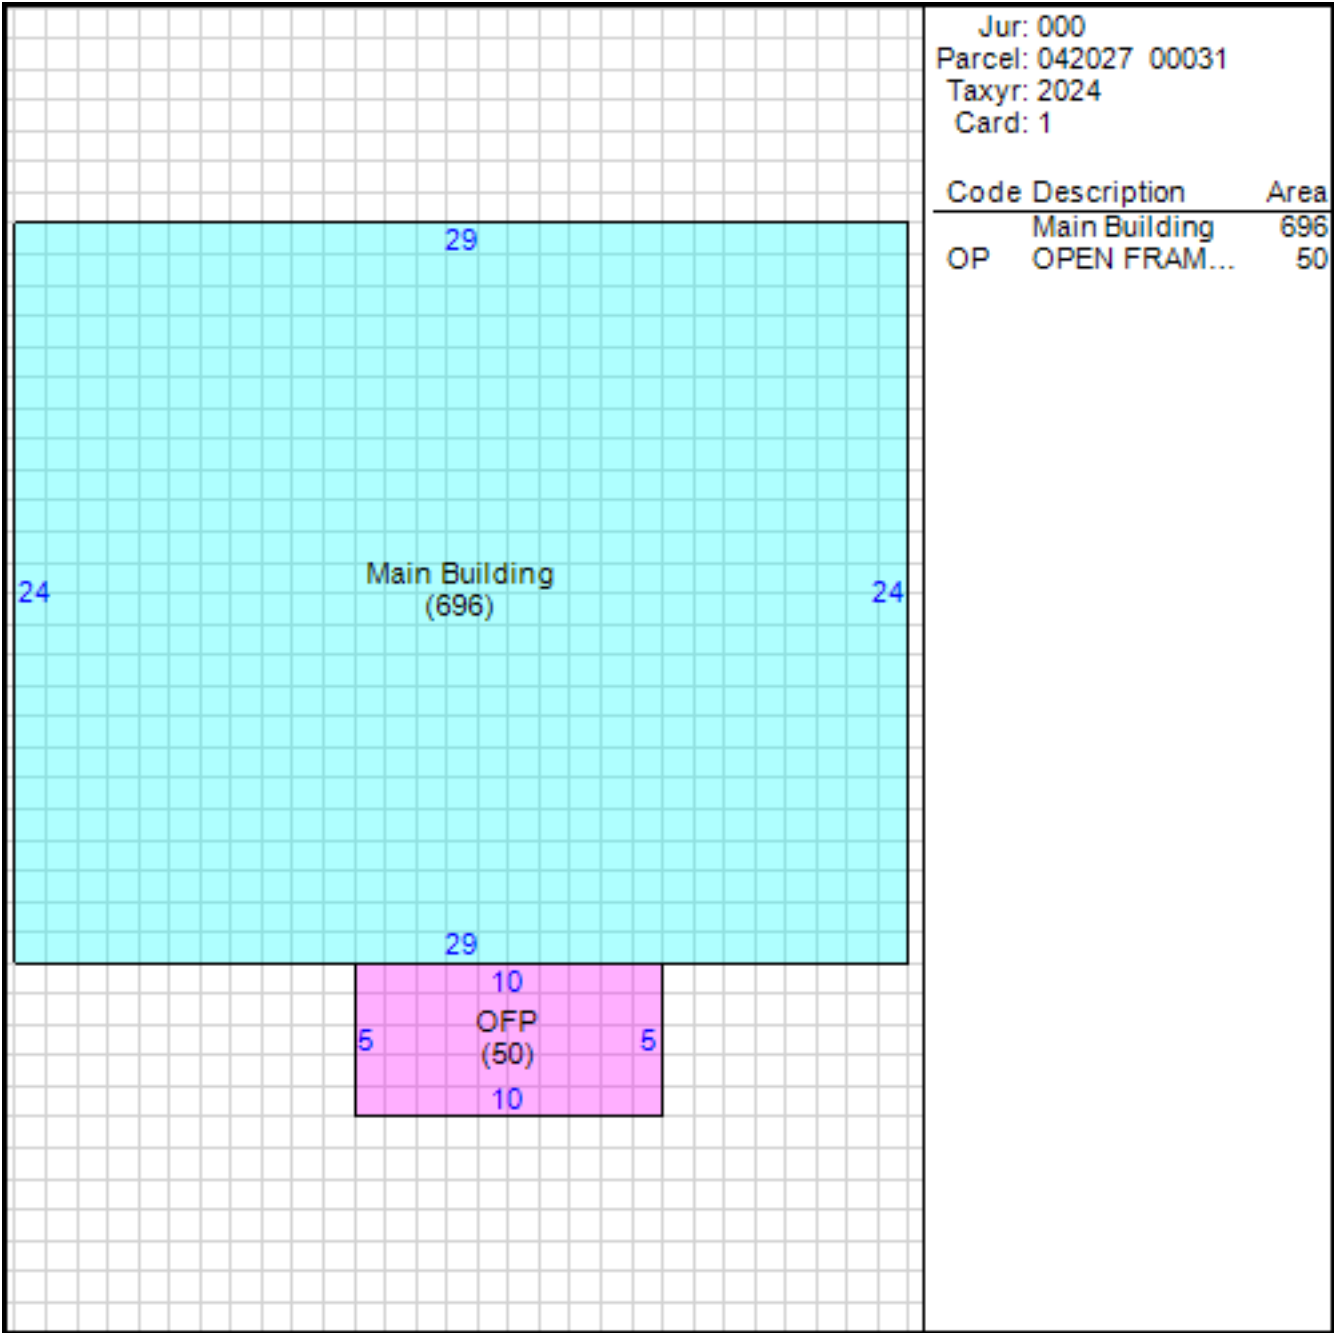 Jur: 000
Parcel: 042027 00031
Taxyr: 2024
Card: 1
Code Description Area
Main Building 696
OP OPEN FRAM... 50
29
24
Main Building
(696)
24
29
10
OFP
5
5
(50)
10